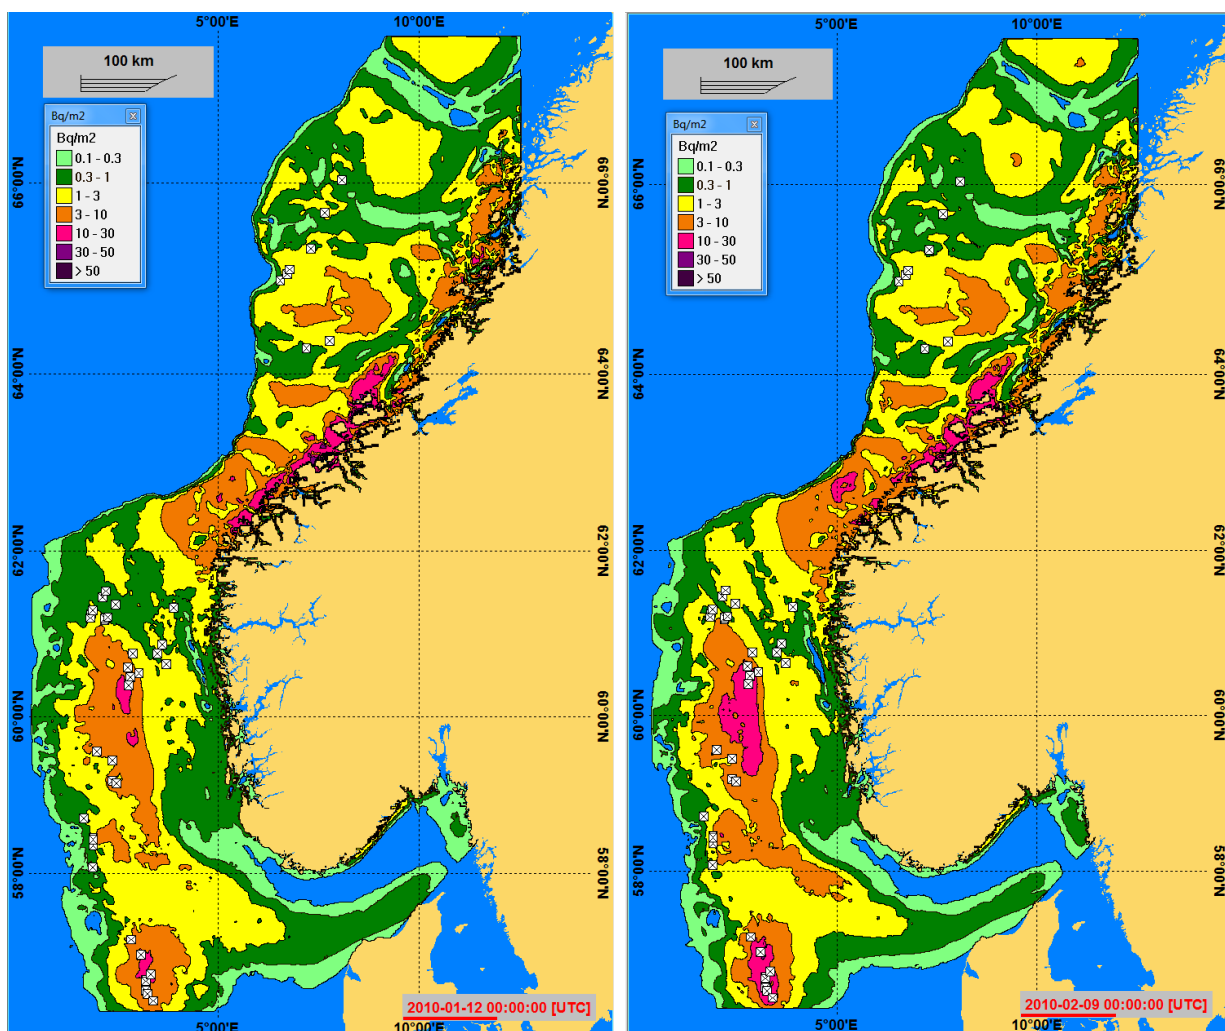 5°00'E 10°00'E
100 km
Bq/m2
Bq/m2
0.1 - 0.3
0.3 - 1
1 - 3
3 - 10
10 - 30
30 - 50
> 50
66°00'N 66°00'N
64°00'N 64°00'N
62°00'N 62°00'N
60°00'N 60°00'N
58°00'N 58°00'N
2010-01-12 00:00:00 [UTC]
5°00'E 10°00'E
5°00'E 10°00'E
100 km
Bq/m2
Bq/m2
0.1 - 0.3
0.3 - 1
1 - 3
3 - 10
10 - 30
30 - 50
> 50
66°00'N 66°00'N
64°00'N 64°00'N
62°00'N 62°00'N
60°00'N 60°00'N
58°00'N 58°00'N
2010-02-09 00:00:00 [UTC]
5°00'E 10°00'E